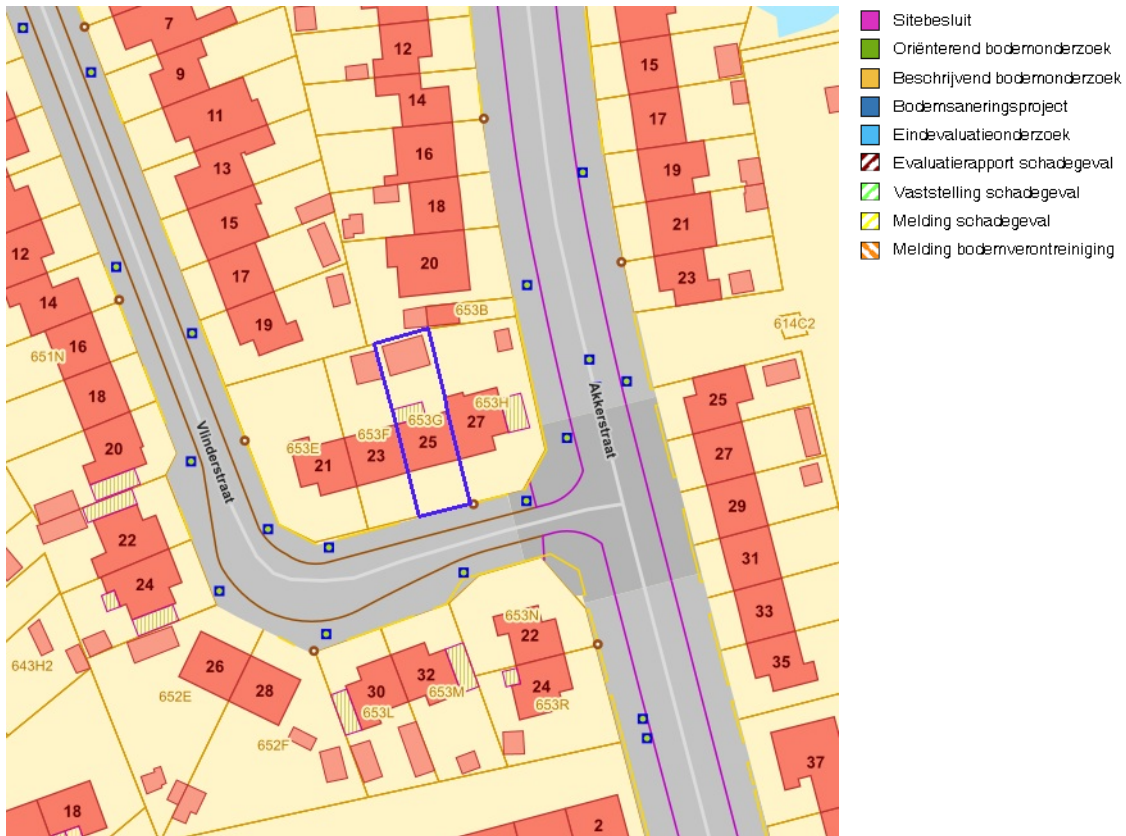 7
9
11
13
15
17
19
12
14
16
18
20
15
17
19
21
23
653B
614C2
12
14
16
18
20
651N
22
24
Vlinderstraat
653E
653F
653G
653H
21
23
25
27
Akkerstraat
25
27
29
31
33
35
37
643H2
652E
26
28
652F
30
32
653L
653M
653N
22
24
653R
18
2
Sitebesluit
Oriënterend bodemonderzoek
Beschrijvend bodemonderzoek
Bodemsaneringsproject
Eindevaluatieonderzoek
Evaluatierapport schadegeval
Vaststelling schadegeval
Melding schadegeval
Melding bodemverontreiniging